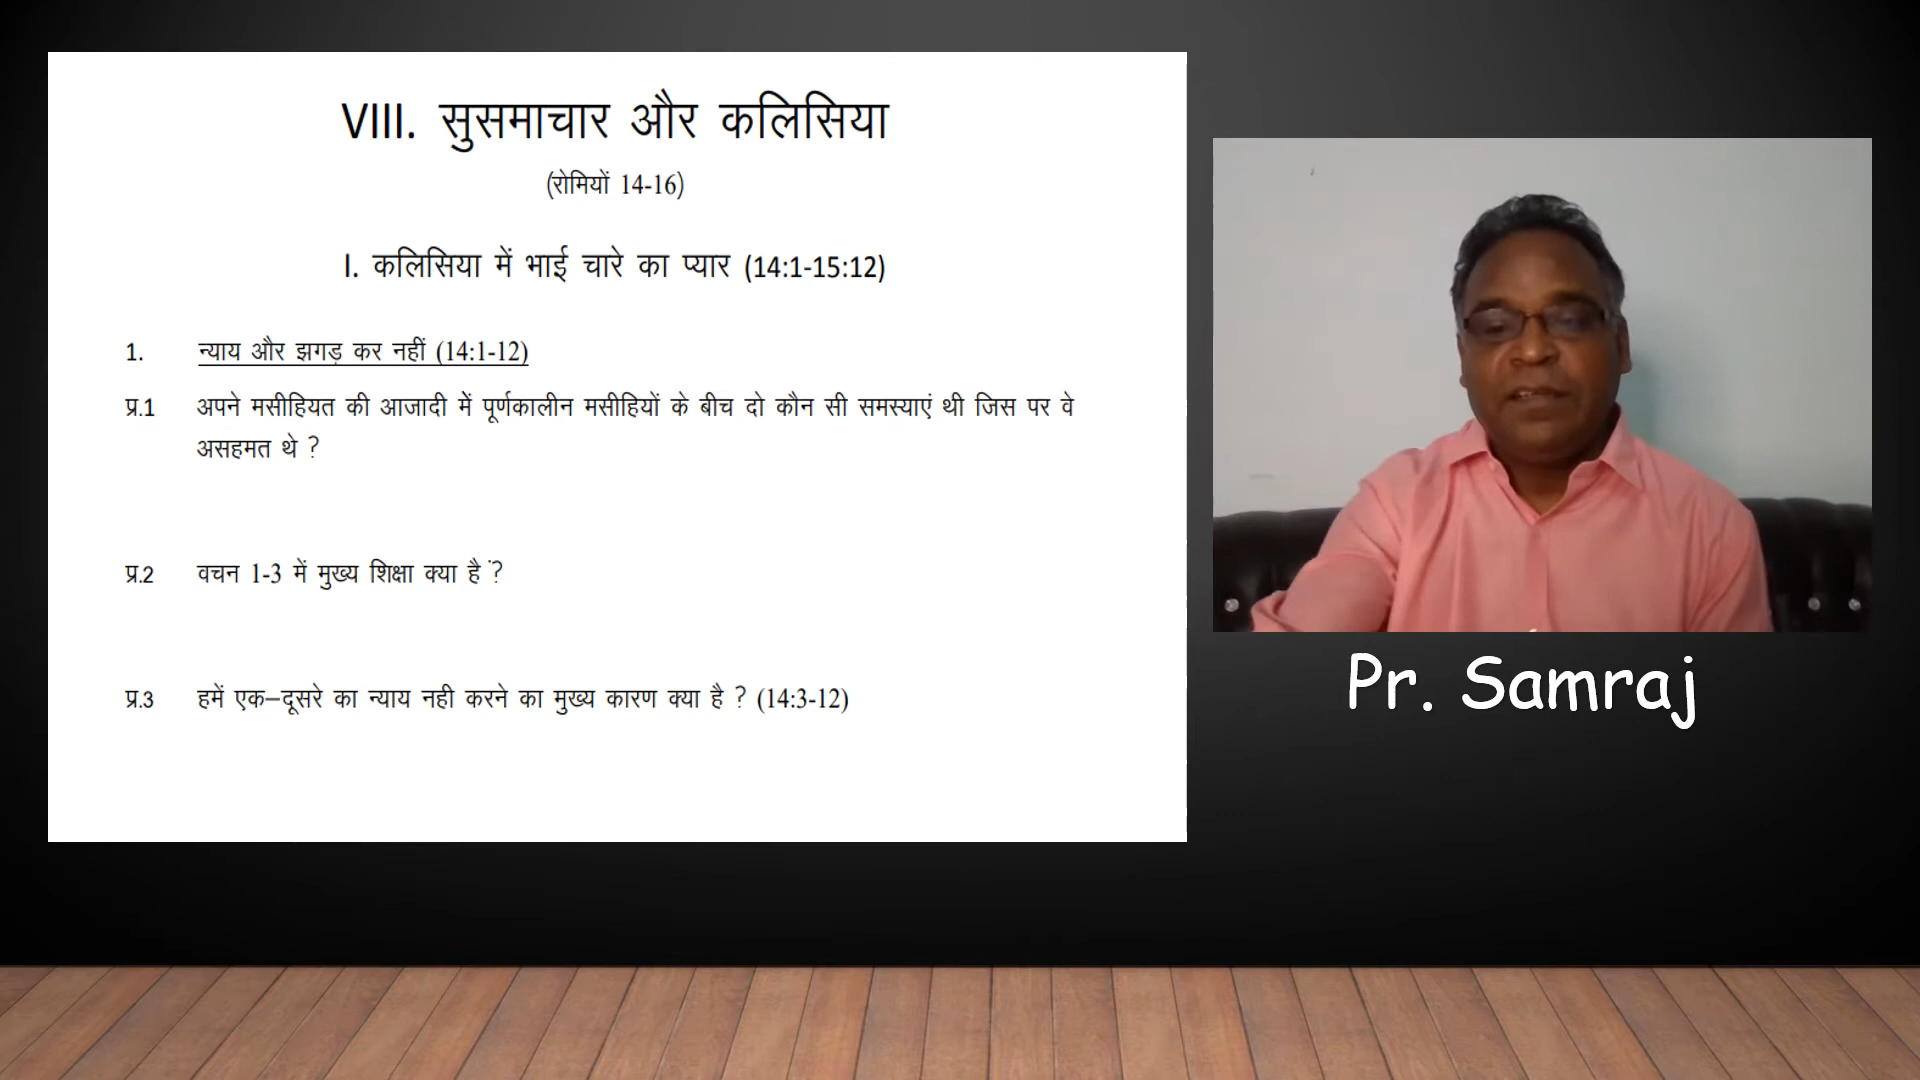 VIII. सुसमाचार और कलिसिया
(रोमियों 14-16)
I. कलिसिया में भाई चारे का प्यार (14:1-15:12)
1. न्याय और झगड़ कर नहीं (14:1-12)
प्र.1 अपने मसीहियत की आजादी में पूर्णकालीन मसीहियों के बीच दो कौन सी समस्याएं थी जिस पर वे
असहमत थे ?
प्र.2 वचन 1-3 में मुख्य शिक्षा क्या है ?
प्र.3 हमें एक–दूसरे का न्याय नही करने का मुख्य कारण क्या है ? (14:3-12)
Pr. Samraj